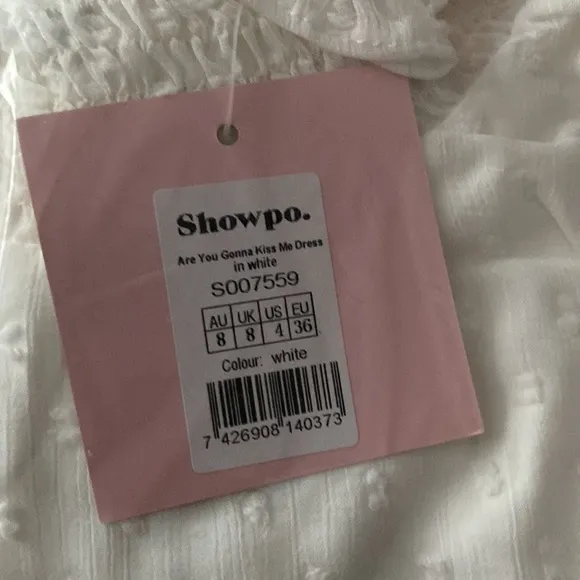 Showpo.
Are You Gonna Kiss Me Dress
in white
S007559
AU UK US EU
8 8 4 36
Colour: white
7 426908 140373